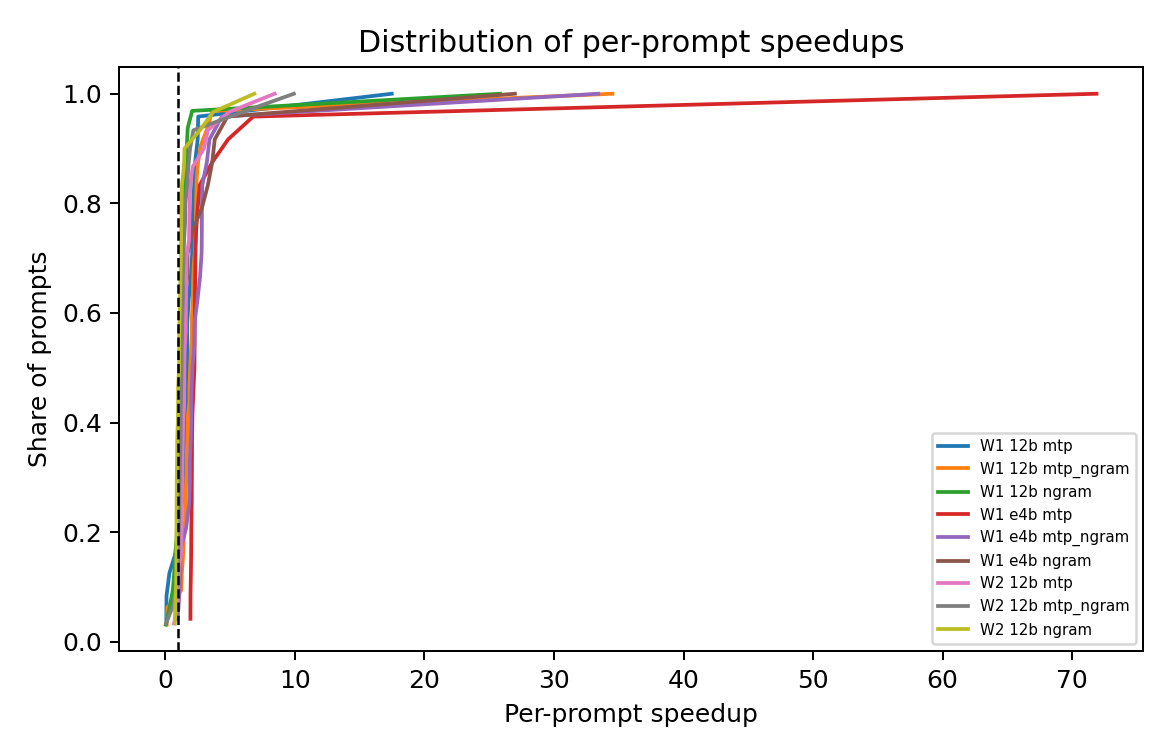 Distribution of per-prompt speedups
Share of prompts
1.0
0.8
0.6
0.4
0.2
0.0
W1 12b mtp
W1 12b mtp_ngram
W1 12b ngram
W1 e4b mtp
W1 e4b mtp_ngram
W1 e4b ngram
W2 12b mtp
W2 12b mtp_ngram
W2 12b ngram
0 10 20 30 40 50 60 70
Per-prompt speedup